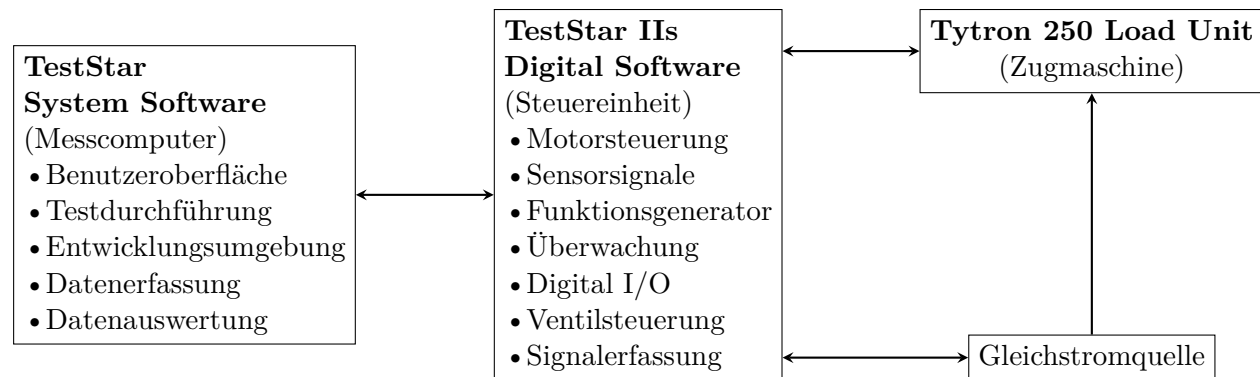 TestStar
System Software
(Messcomputer)
• Benutzeroberfläche
• Testdurchführung
• Entwicklungsumgebung
• Datenerfassung
• Datenauswertung
TestStar IIs
Digital Software
(Steuereinheit)
• Motorsteuerung
• Sensorsignale
• Funktionsgenerator
• Überwachung
• Digital I/O
• Ventilsteuerung
• Signalerfassung
Tytron 250 Load Unit
(Zugmaschine)
Gleichstromquelle